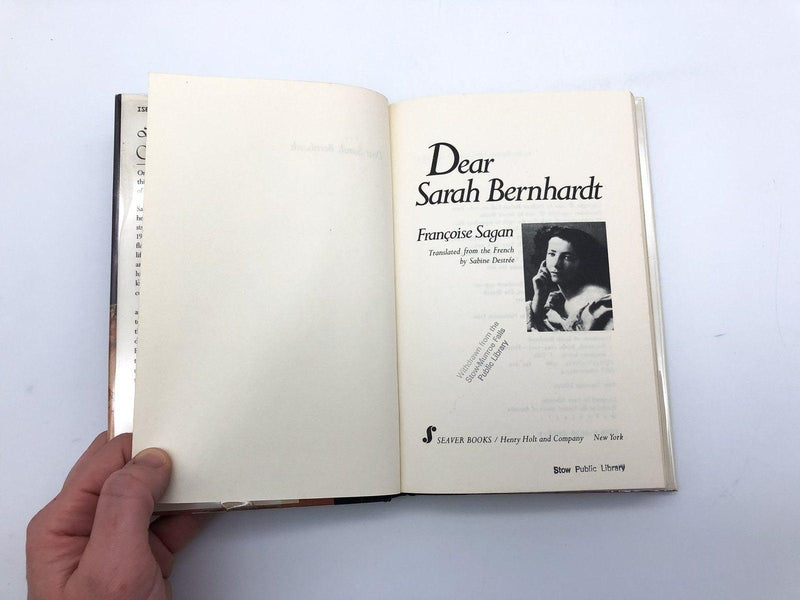 Dear
Sarah Bernhardt
Françoise Sagan
Translated from the French
by Sabine Destrée
Withdrawn from the
Stow-Munroe Falls
Public Library
SEAVER BOOKS / Henry Holt and Company New York
Stow Public Library